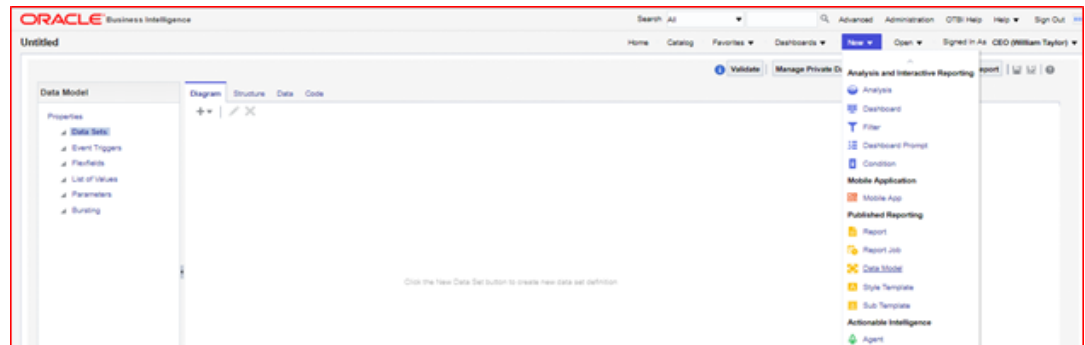 ORACLE Business Intelligence
Search All Advanced Administration OTBI Help Help Sign Out
Untitled
Home Catalog Favorites Dashboards New Open Signed In As CEO (William Taylor)
Validate Manage Private Da port
Data Model
Diagram Structure Data Code
Properties
Data Sets
Event Triggers
Flexfields
List of Values
Parameters
Bursting
Click the New Data Set button to create new data set definition
Analysis and Interactive Reporting
Analysis
Dashboard
Filter
Dashboard Prompt
Condition
Mobile Application
Mobile App
Published Reporting
Report
Report Job
Data Model
Style Template
Sub Template
Actionable Intelligence
Agent